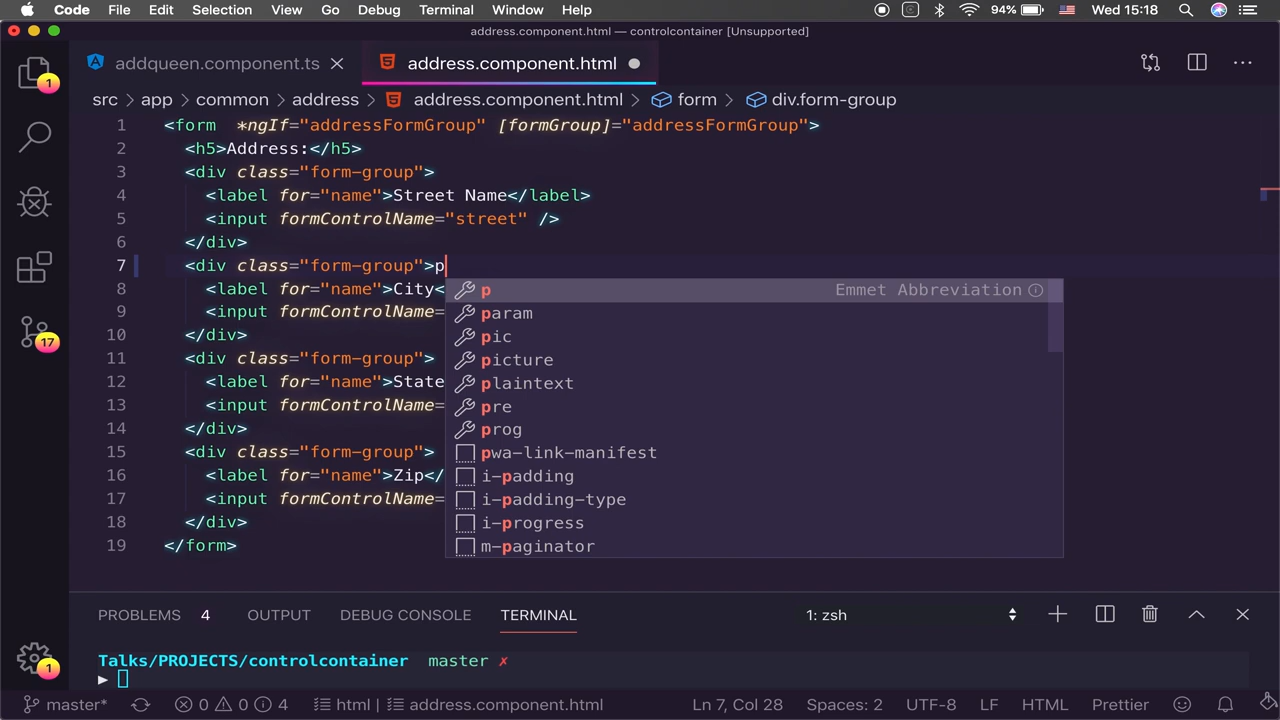 Code File Edit Selection View Go Debug Terminal Window Help 94% Wed 15:18
address.component.html — controlcontainer [Unsupported]
addqueen.component.ts address.component.html
src > app > common > address > address.component.html > form > div.form-group
1 <form *ngIf="addressFormGroup" [formGroup]="addressFormGroup">
2 <h5>Address:</h5>
3 <div class="form-group">
4 <label for="name">Street Name</label>
5 <input formControlName="street" />
6 </div>
7 <div class="form-group">p
8 <label for="name">City<
9 <input formControlName=
10 </div>
11 <div class="form-group">
12 <label for="name">State
13 <input formControlName=
14 </div>
15 <div class="form-group">
16 <label for="name">Zip</
17 <input formControlName=
18 </div>
19 </form>
p Emmet Abbreviation
param
pic
picture
plaintext
pre
prog
pwa-link-manifest
i-padding
i-padding-type
i-progress
m-paginator
1
17
1
PROBLEMS 4 OUTPUT DEBUG CONSOLE TERMINAL 1: zsh
Talks/PROJECTS/controlcontainer master ✗
master* 0 0 4 html address.component.html Ln 7, Col 28 Spaces: 2 UTF-8 LF HTML Prettier